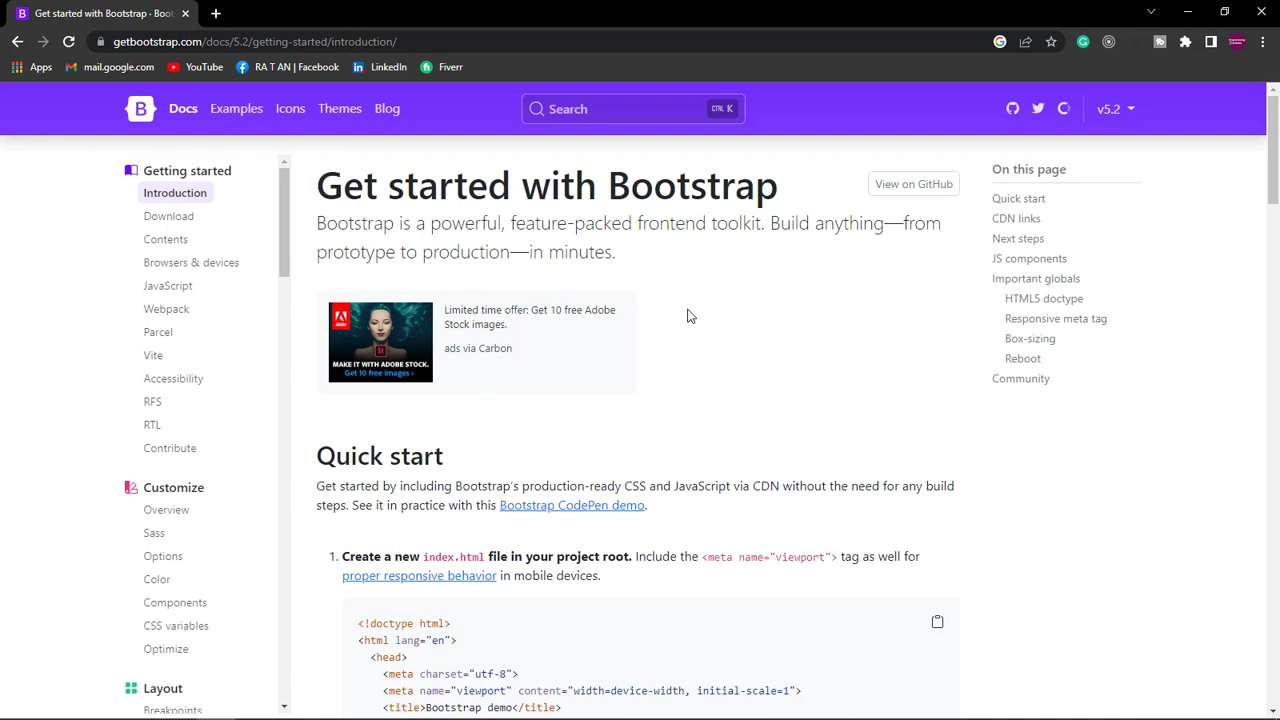 Get started with Bootstrap · Boot
getbootstrap.com/docs/5.2/getting-started/introduction/
Apps
mail.google.com
YouTube
RA T AN | Facebook
LinkedIn
Fiverr
B
Docs
Examples
Icons
Themes
Blog
Search
CTRL K
v5.2
Getting started
Introduction
Download
Contents
Browsers & devices
JavaScript
Webpack
Parcel
Vite
Accessibility
RFS
RTL
Contribute
Customize
Overview
Sass
Options
Color
Components
CSS variables
Optimize
Layout
Breakpoints
Get started with Bootstrap
View on GitHub
Bootstrap is a powerful, feature-packed frontend toolkit. Build anything—from
prototype to production—in minutes.
Adobe
St
MAKE IT WITH ADOBE STOCK.
Get 10 free images ›
Limited time offer: Get 10 free Adobe
Stock images.
ads via Carbon
Quick start
Get started by including Bootstrap's production-ready CSS and JavaScript via CDN without the need for any build
steps. See it in practice with this Bootstrap CodePen demo.
1. Create a new index.html file in your project root. Include the <meta name="viewport"> tag as well for
proper responsive behavior in mobile devices.
<!doctype html>
<html lang="en">
<head>
<meta charset="utf-8">
<meta name="viewport" content="width=device-width, initial-scale=1">
<title>Bootstrap demo</title>
On this page
Quick start
CDN links
Next steps
JS components
Important globals
HTML5 doctype
Responsive meta tag
Box-sizing
Reboot
Community